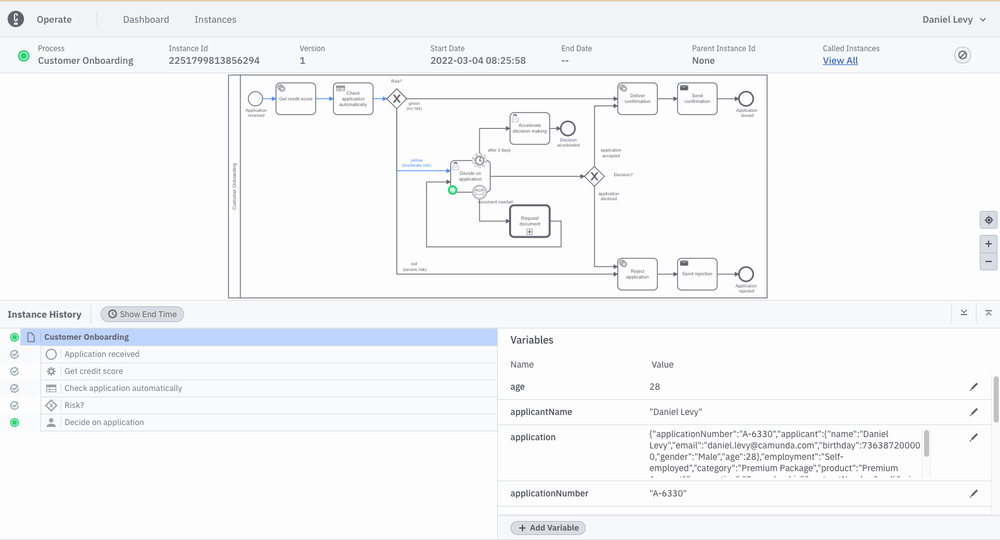 Operate
Dashboard
Instances
Daniel Levy
Process
Customer Onboarding
Instance Id
2251799813856294
Version
1
Start Date
2022-03-04 08:25:58
End Date
--
Parent Instance Id
None
Called Instances
View All
Customer Onboarding
Application
received
Get credit score
Check
application
automatically
Risk?
green
(no risk)
Deliver
confirmation
Send
confirmation
Application
issued
Accelerate
decision making
Decision
accelerated
after 2 days
yellow
(moderate risk)
Decide on
application
document needed
Request
document
application
accepted
Decision?
application
declined
red
(severe risk)
Reject
application
Send rejection
Application
rejected
Instance History
Show End Time
Customer Onboarding
Application received
Get credit score
Check application automatically
Risk?
Decide on application
Variables
Name
Value
age
28
applicantName
"Daniel Levy"
application
{"applicationNumber":"A-6330","applicant":{"name":"Daniel
Levy","email":"daniel.levy@camunda.com","birthday":73638720000
0,"gender":"Male","age":28},"employment":"Self-
employed","category":"Premium Package","product":"Premium
applicationNumber
"A-6330"
Add Variable